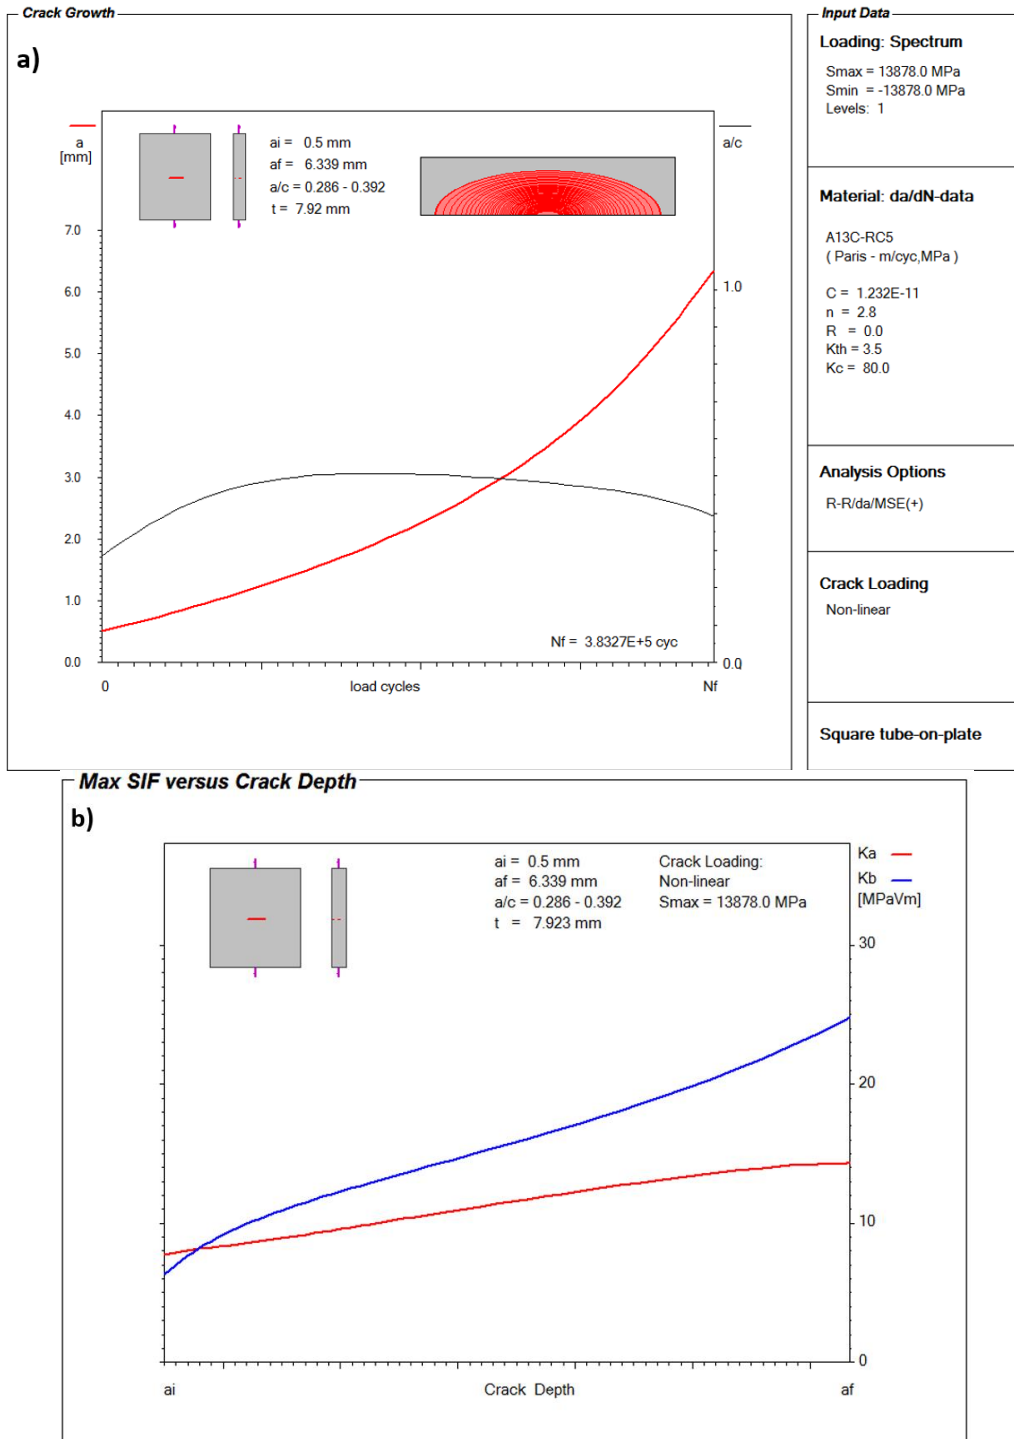 Crack Growth
a)
a
[mm]
ai = 0.5 mm
af = 6.339 mm
a/c = 0.286 - 0.392
t = 7.92 mm
a/c
7.0
6.0
5.0
4.0
3.0
2.0
1.0
0.0
1.0
0.0
Nf = 3.8327E+5 cyc
0
load cycles
Nf
Input Data
Loading: Spectrum
Smax = 13878.0 MPa
Smin = -13878.0 MPa
Levels: 1
Material: da/dN-data
A13C-RC5
( Paris - m/cyc,MPa )
C = 1.232E-11
n = 2.8
R = 0.0
Kth = 3.5
Kc = 80.0
Analysis Options
R-R/da/MSE(+)
Crack Loading
Non-linear
Square tube-on-plate
Max SIF versus Crack Depth
b)
ai = 0.5 mm
af = 6.339 mm
a/c = 0.286 - 0.392
t = 7.923 mm
Crack Loading:
Non-linear
Smax = 13878.0 MPa
Ka
Kb
[MPaVm]
30
20
10
0
ai
Crack Depth
af